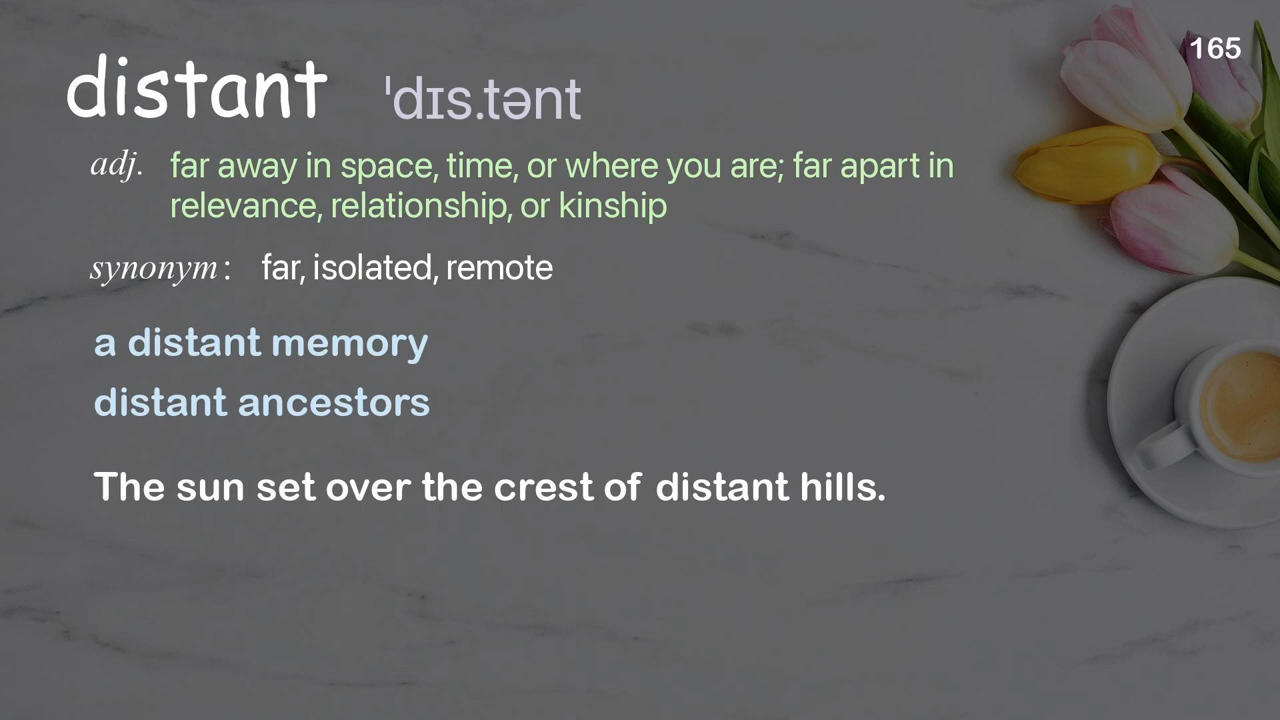 165
distant ˈdɪs.tənt
adj. far away in space, time, or where you are; far apart in
relevance, relationship, or kinship
synonym : far, isolated, remote
a distant memory
distant ancestors
The sun set over the crest of distant hills.